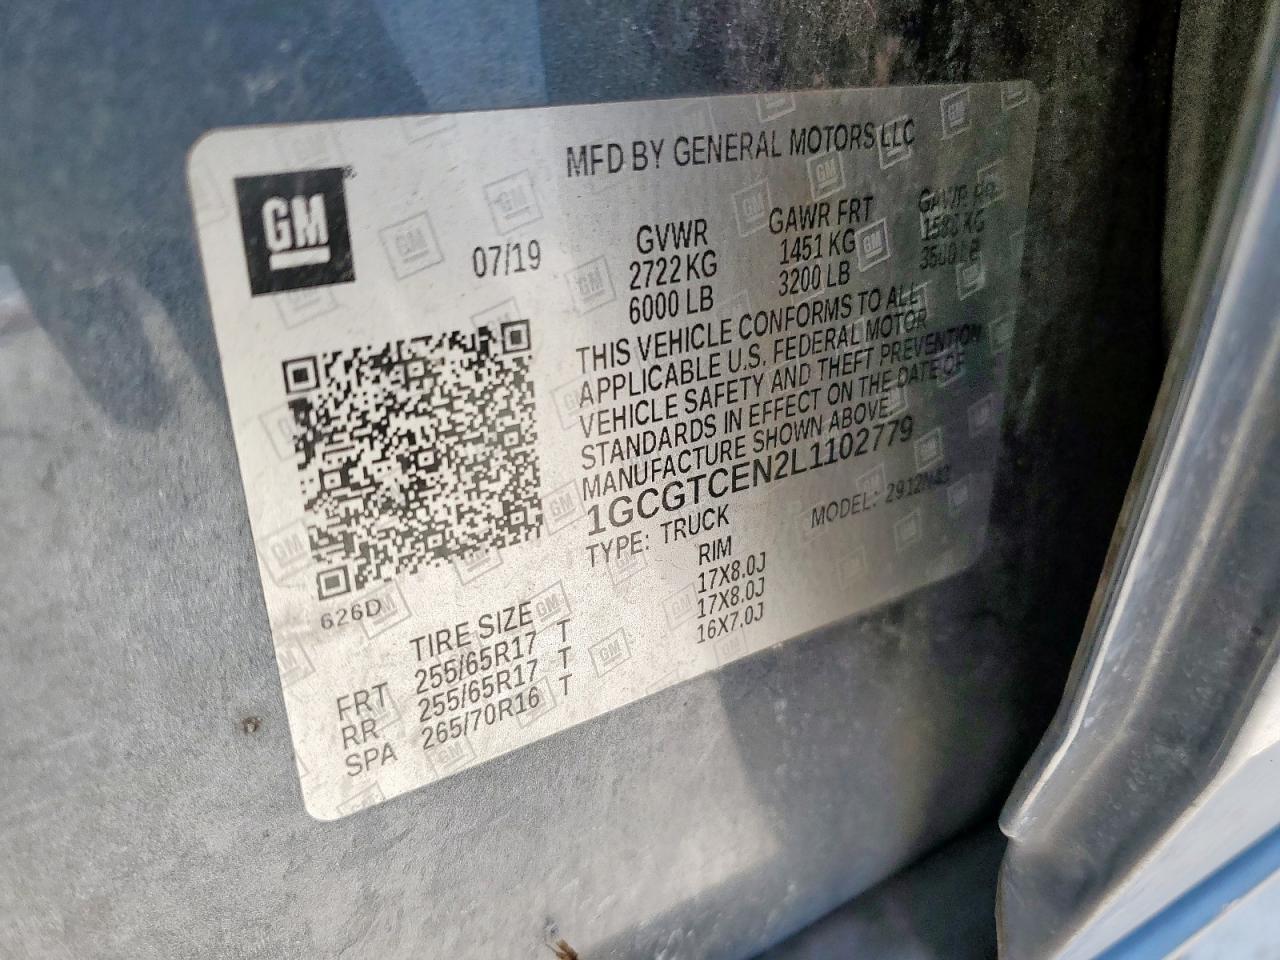 GM
MFD BY GENERAL MOTORS LLC
07/19
GVWR GAWR FRT GAWR RR
2722 KG 1451 KG
6000 LB 3200 LB
THIS VEHICLE CONFORMS TO ALL
APPLICABLE U.S. FEDERAL MOTOR
VEHICLE SAFETY AND THEFT PREVENTION
STANDARDS IN EFFECT ON THE DATE OF
MANUFACTURE SHOWN ABOVE
1GCGTCEN2L1102779
TYPE: TRUCK MODEL:
626D
TIRE SIZE RIM
FRT 255/65R17 T 17X8.0J
RR 255/65R17 T 17X8.0J
SPA 265/70R16 T 16X7.0J